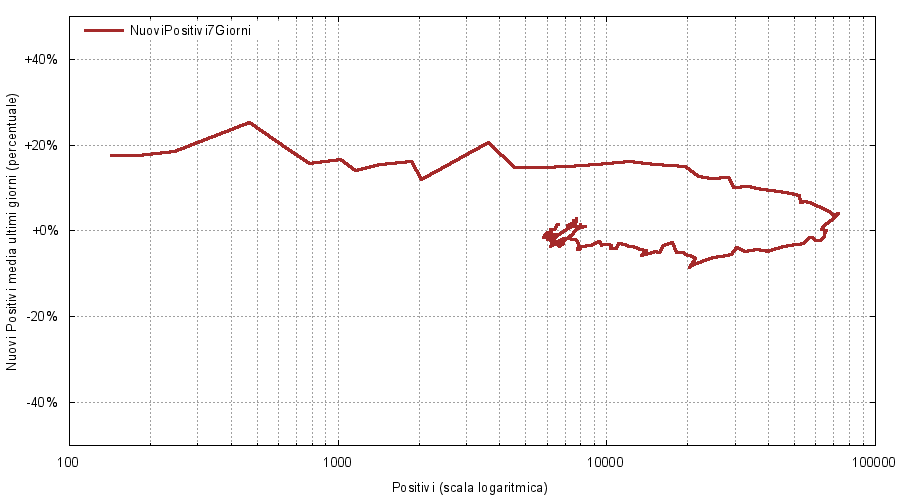 NuoviPositivi7Giorni
Nuovi Positivi media ultimi giorni (percentuale)
+40%
+20%
+0%
-20%
-40%
100 1000 10000 100000
Positivi (scala logaritmica)